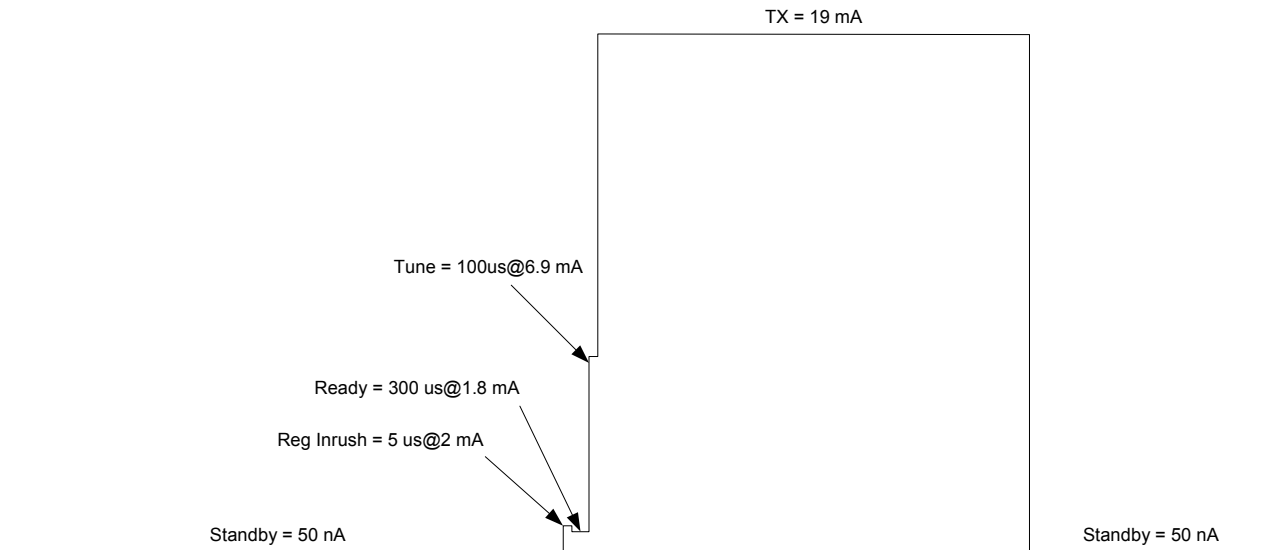 TX = 19 mA
Tune = 100us@6.9 mA
Ready = 300 us@1.8 mA
Reg Inrush = 5 us@2 mA
Standby = 50 nA
Standby = 50 nA